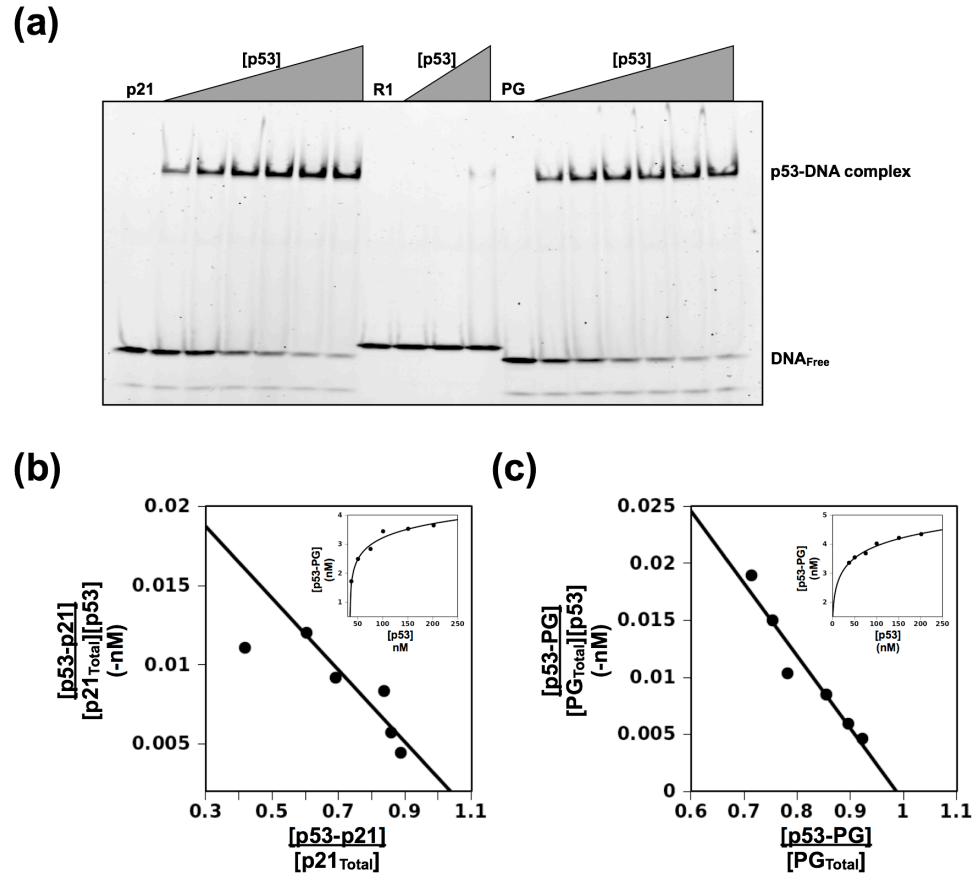 (a)
[p53] [p53] [p53]
p21 R1 PG
p53-DNA complex
DNAFree
(b)
(c)
0.02
0.015
0.01
0.005
0.3 0.5 0.7 0.9 1.1
[p53-p21]
[p21Total][p53]
(-nM)
[p53-p21]
[p21Total]
5
4
3
2
1
50 100 150 200 250
[p53-PG]
(nM)
[p53]
nM
0.025
0.02
0.015
0.01
0.005
0
0.6 0.7 0.8 0.9 1 1.1
[p53-PG]
[PGTotal][p53]
(-nM)
[p53-PG]
[PGTotal]
5
4
3
2
0 50 100 150 200 250
[p53-PG]
(nM)
[p53]
(nM)